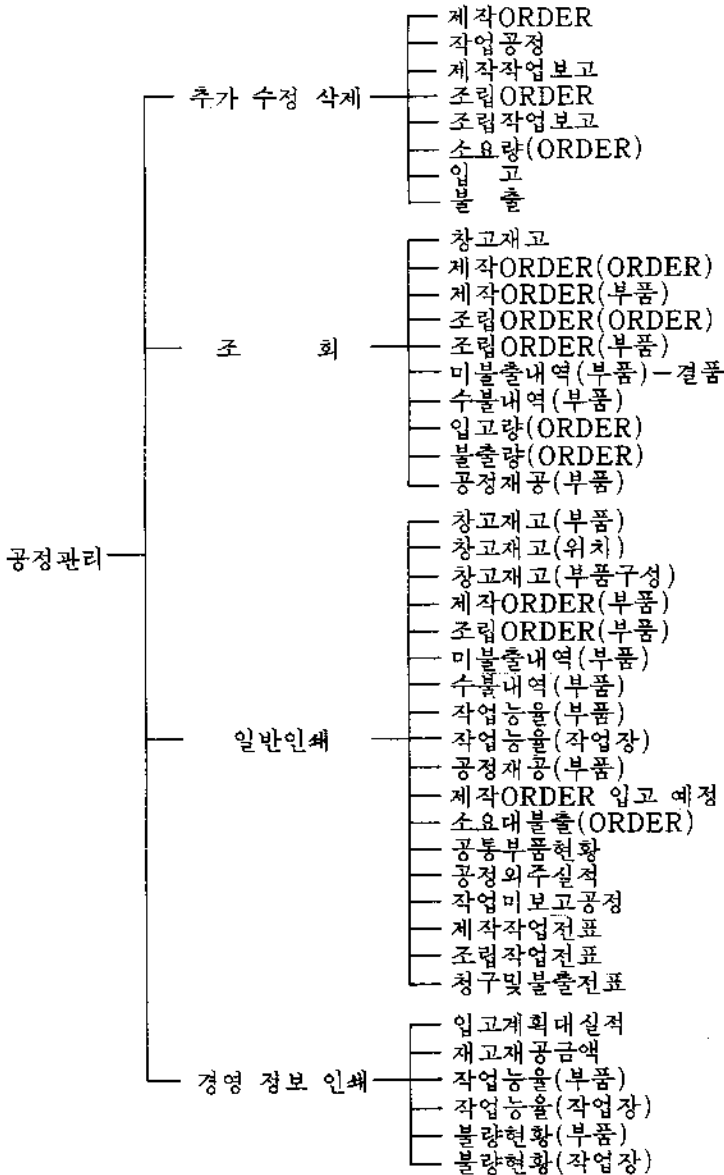 제작ORDER
작업공정
제작작업보고
추가 수정 삭제
조립ORDER
조립작업보고
소요량(ORDER)
입 고
불 출
창고재고
제작ORDER(ORDER)
제작ORDER(부품)
조립ORDER(ORDER)
조 회
조립ORDER(부품)
미불출내역(부품)-결품
수불내역(부품)
입고량(ORDER)
불출량(ORDER)
공정재공(부품)
공정관리
창고재고(부품)
창고재고(위치)
창고재고(부품구성)
제작ORDER(부품)
조립ORDER(부품)
미불출내역(부품)
수불내역(부품)
작업능율(부품)
일반인쇄
작업능율(작업장)
공정재공(부품)
제작ORDER 입고 예정
소요대불출(ORDER)
공통부품현황
공정외주실적
작업미보고공정
제작작업전표
조립작업전표
청구및불출전표
입고계획대실적
재고재공금액
경영 정보 인쇄
작업능율(부품)
작업능율(작업장)
불량현황(부품)
불량현황(작업장)